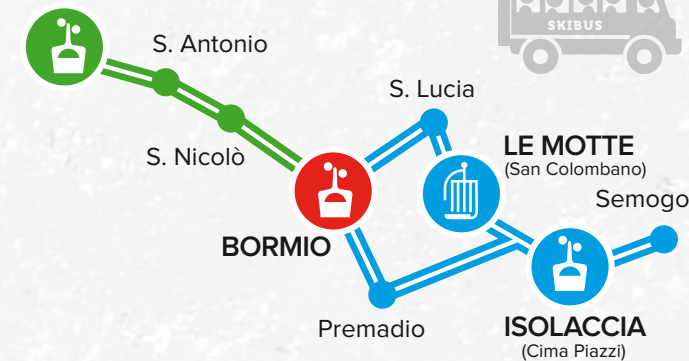 SKIBUS
S. Antonio
S. Lucia
S. Nicolò
LE MOTTE
(San Colombano)
Semogo
BORMIO
Premadio
ISOLACCIA
(Cima Piazzi)